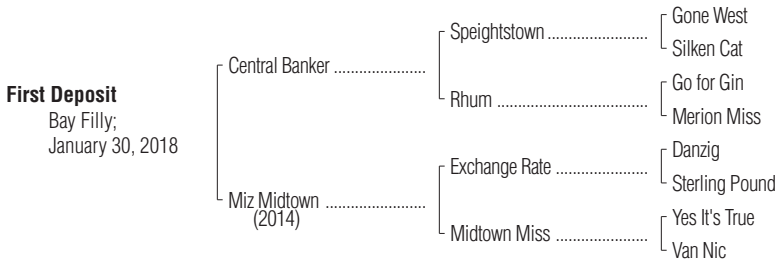 First Deposit
Bay Filly;
January 30, 2018
Central Banker ......................
Miz Midtown ........................
(2014)
Speightstown ........................
Rhum ....................................
Exchange Rate ......................
Midtown Miss ........................
Gone West
Silken Cat
Go for Gin
Merion Miss
Danzig
Sterling Pound
Yes It's True
Van Nic